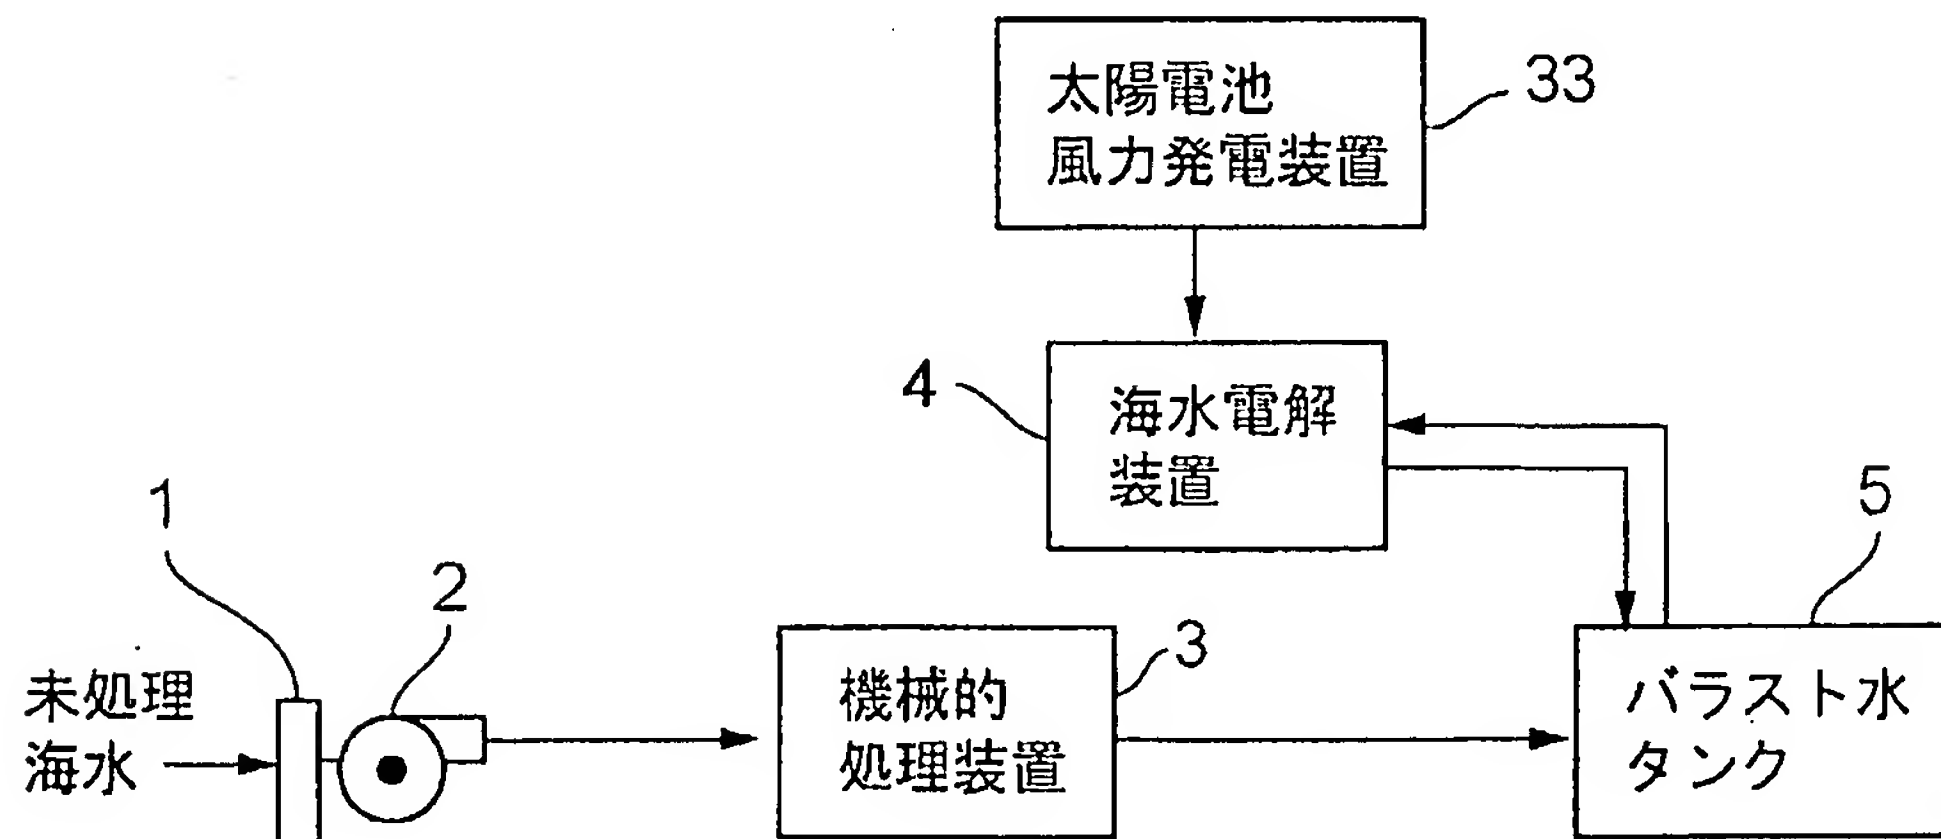 太陽電池
風力発電装置
33
4
海水電解
装置
1
2
3
5
未処理
海水
機械的
処理装置
バラスト水
タンク